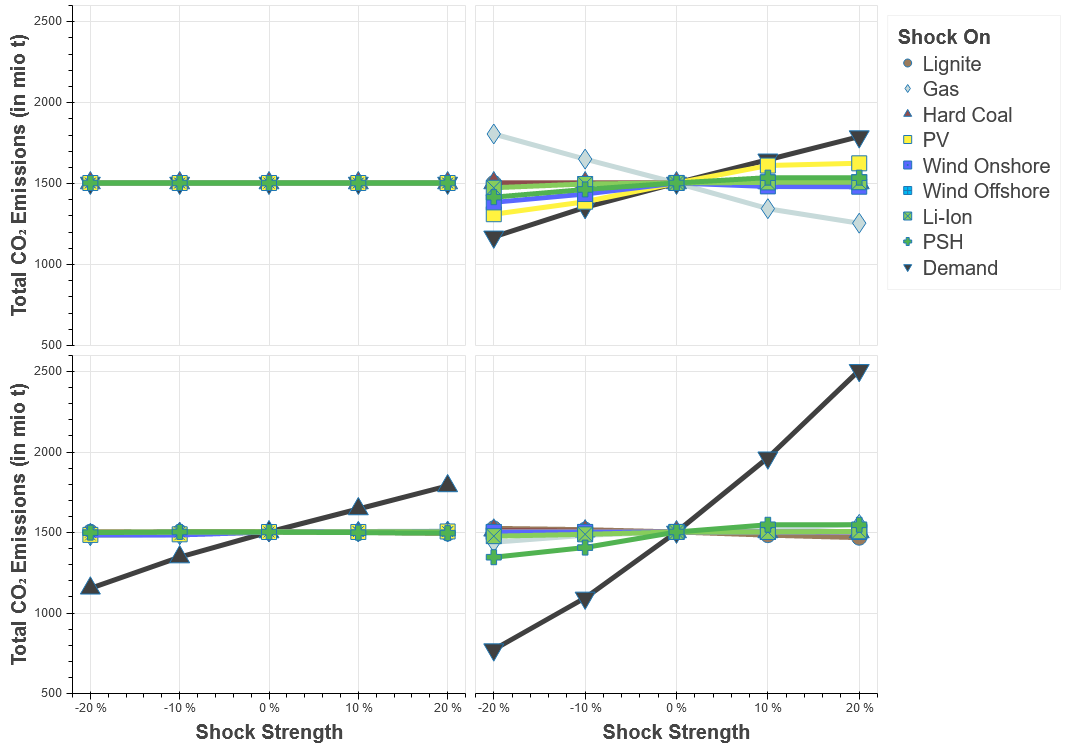 Total CO₂ Emissions (in mio t)
2500
2000
1500
1000
500
Shock On
Lignite
Gas
Hard Coal
PV
Wind Onshore
Wind Offshore
Li-Ion
PSH
Demand
Total CO₂ Emissions (in mio t)
2500
2000
1500
1000
500
-20 % -10 % 0 % 10 % 20 %
-20 % -10 % 0 % 10 % 20 %
Shock Strength
Shock Strength